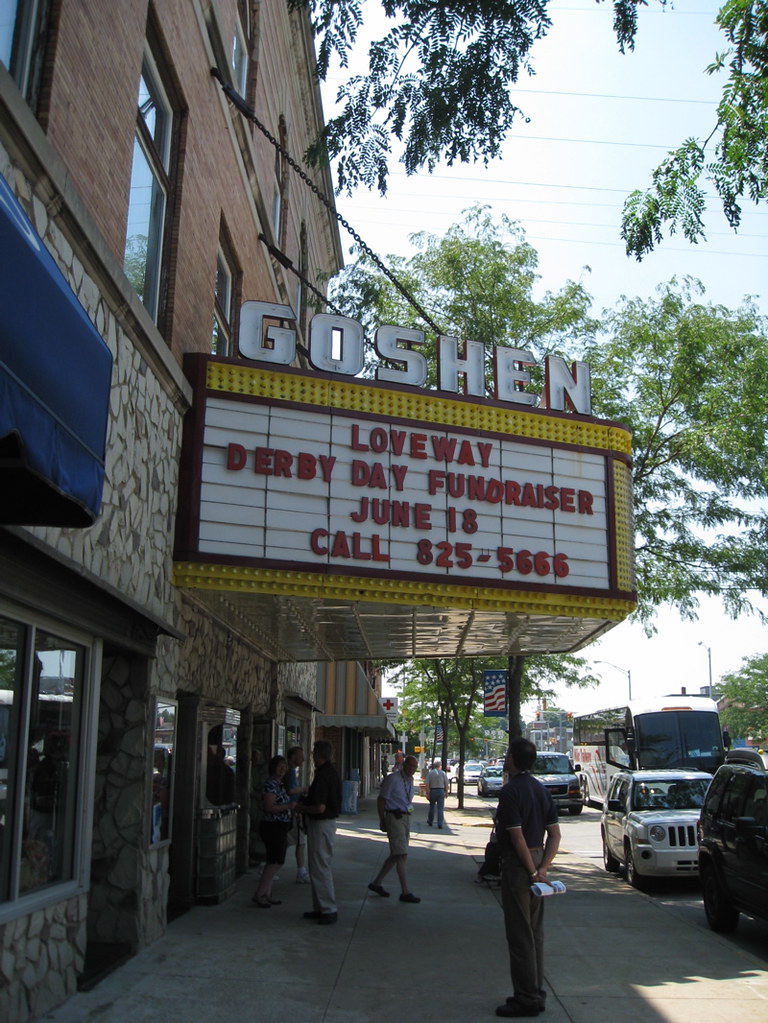 GOSHEN
LOVEWAY
DERBY DAY FUNDRAISER
JUNE 18
CALL 825-5666